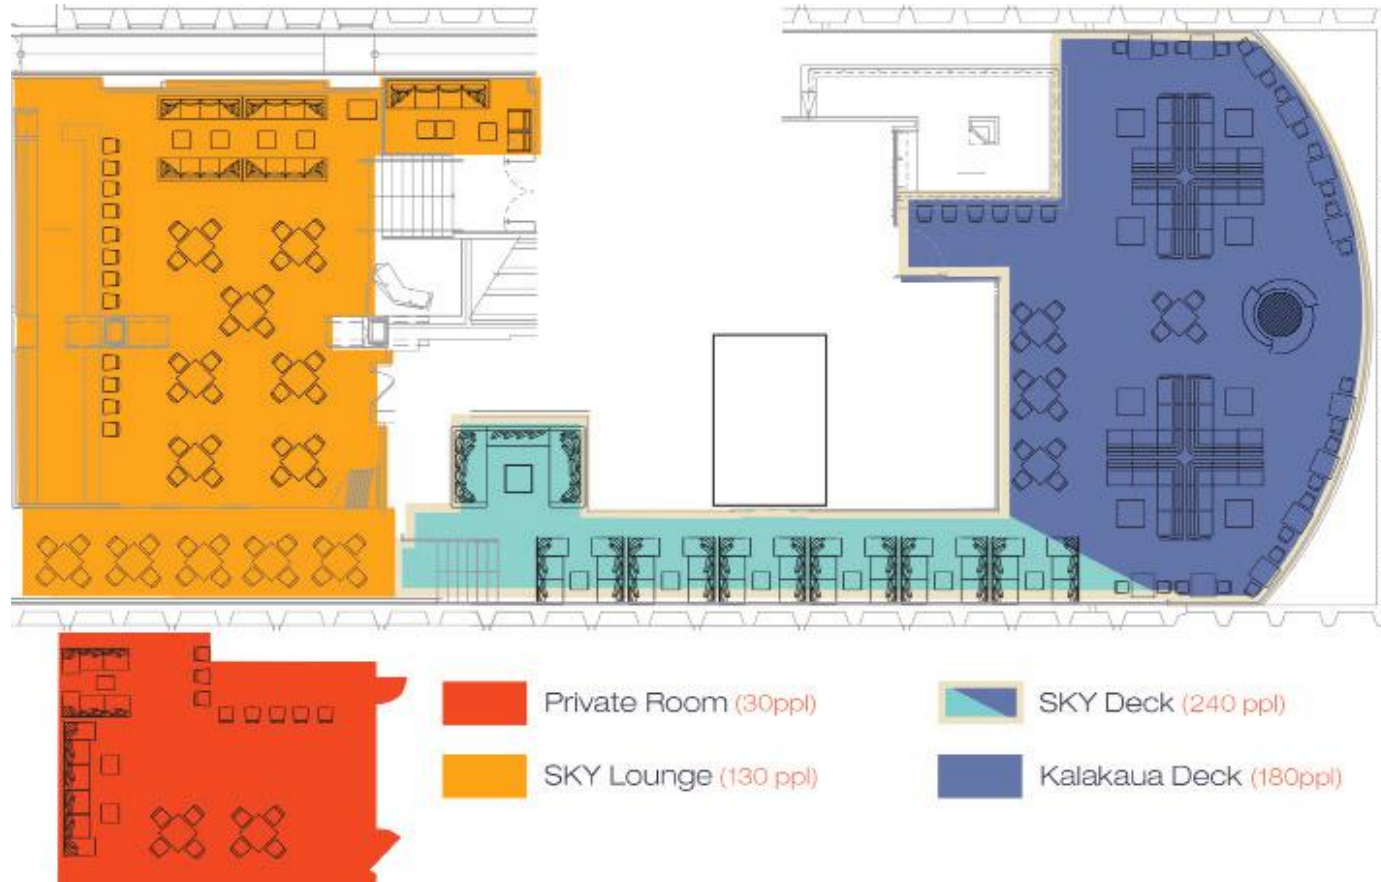 Private Room (30ppl)
SKY Deck (240 ppl)
SKY Lounge (130 ppl)
Kalakaua Deck (180ppl)